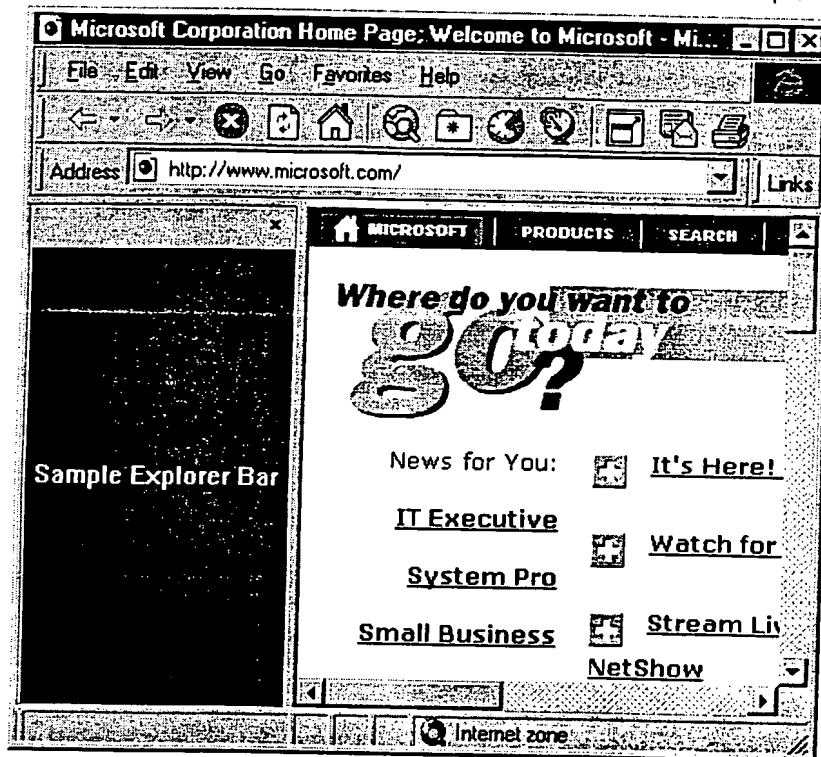 Microsoft Corporation Home Page; Welcome to Microsoft - Mi...
File Edit View Go Favorites Help
Address http://www.microsoft.com/ Links
MICROSOFT PRODUCTS SEARCH
Where do you want to
go today
?
Sample Explorer Bar
News for You:
IT Executive
System Pro
Small Business
It's Here!
Watch for
Stream Liv
NetShow
Internet zone